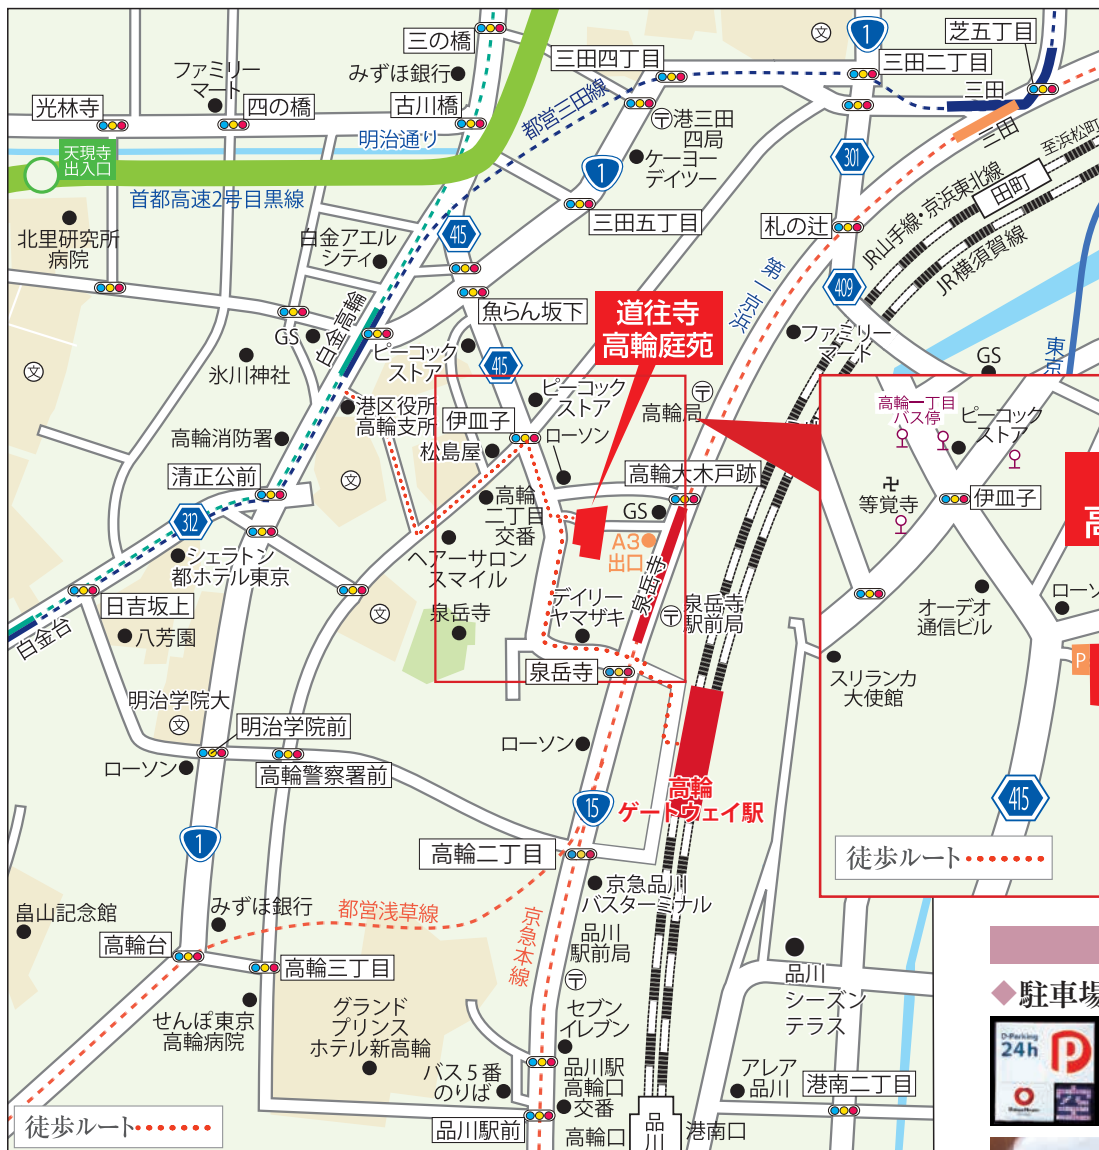 三の橋
ファミリー
マート
みずほ銀行
三田四丁目
文
1
三田二丁目
芝五丁目
光林寺
四の橋
古川橋
都営三田線
〒港三田
四局
三田
三田
至浜松町
天現寺
出入口
明治通り
ケーヨー
デイツー
301
JR山手線・京浜東北線
田町
首都高速2号目黒線
1
三田五丁目
札の辻
JR横須賀線
北里研究所
病院
白金アエル
シティ
415
第一京浜
409
魚らん坂下
道往寺
高輪庭苑
GS
白金高輪
ピーコック
ストア
415
ファミリー
マート
文
氷川神社
GS
東京
港区役所
高輪支所
ピーコック
ストア
〒
高輪局
高輪一丁目
バス停
ピーコック
ストア
伊皿子
ローソン
高輪消防署
松島屋
清正公前
文
高輪大木戸跡
等覚寺
伊皿子
高
312
高輪
二丁目
交番
GS
A3
出口
シェラトン
都ホテル東京
ヘアーサロン
スマイル
泉岳寺
オーデオ
通信ビル
ローソ
日吉坂上
文
デイリー
ヤマザキ
〒
泉岳寺
駅前局
白金台
八芳園
泉岳寺
P
泉岳寺
スリランカ
大使館
明治学院大
文
明治学院前
ローソン
ローソン
高輪警察署前
高輪
ゲートウェイ駅
15
415
1
高輪二丁目
徒歩ルート
京急品川
バスターミナル
畠山記念館
みずほ銀行
都営浅草線
京急本線
品川
駅前局
〒
高輪台
高輪三丁目
品川
シーズン
テラス
駐車場
せんぽ東京
高輪病院
グランド
プリンス
ホテル新高輪
セブン
イレブン
D-Parking
24h
P
バス5番
のりば
品川駅
高輪口
交番
アレア
品川
港南二丁目
空
徒歩ルート
品川駅前
高輪口
品川
港南口